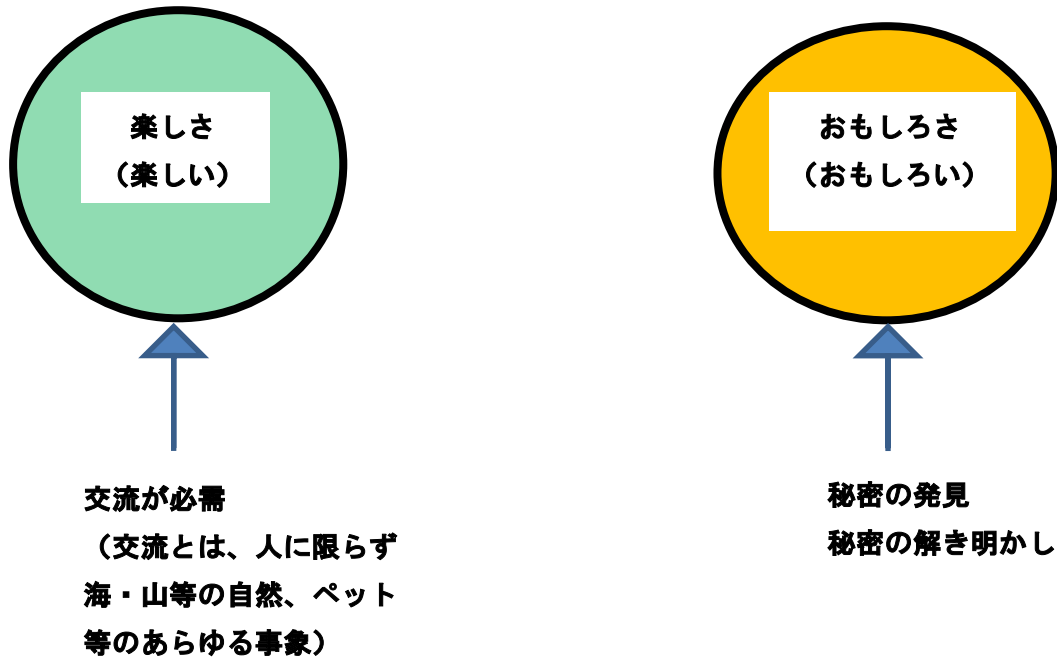 楽しさ
(楽しい)
おもしろさ
(おもしろい)
交流が必需
(交流とは、人に限らず
海・山等の自然、ペット
等のあらゆる事象)
秘密の発見
秘密の解き明かし